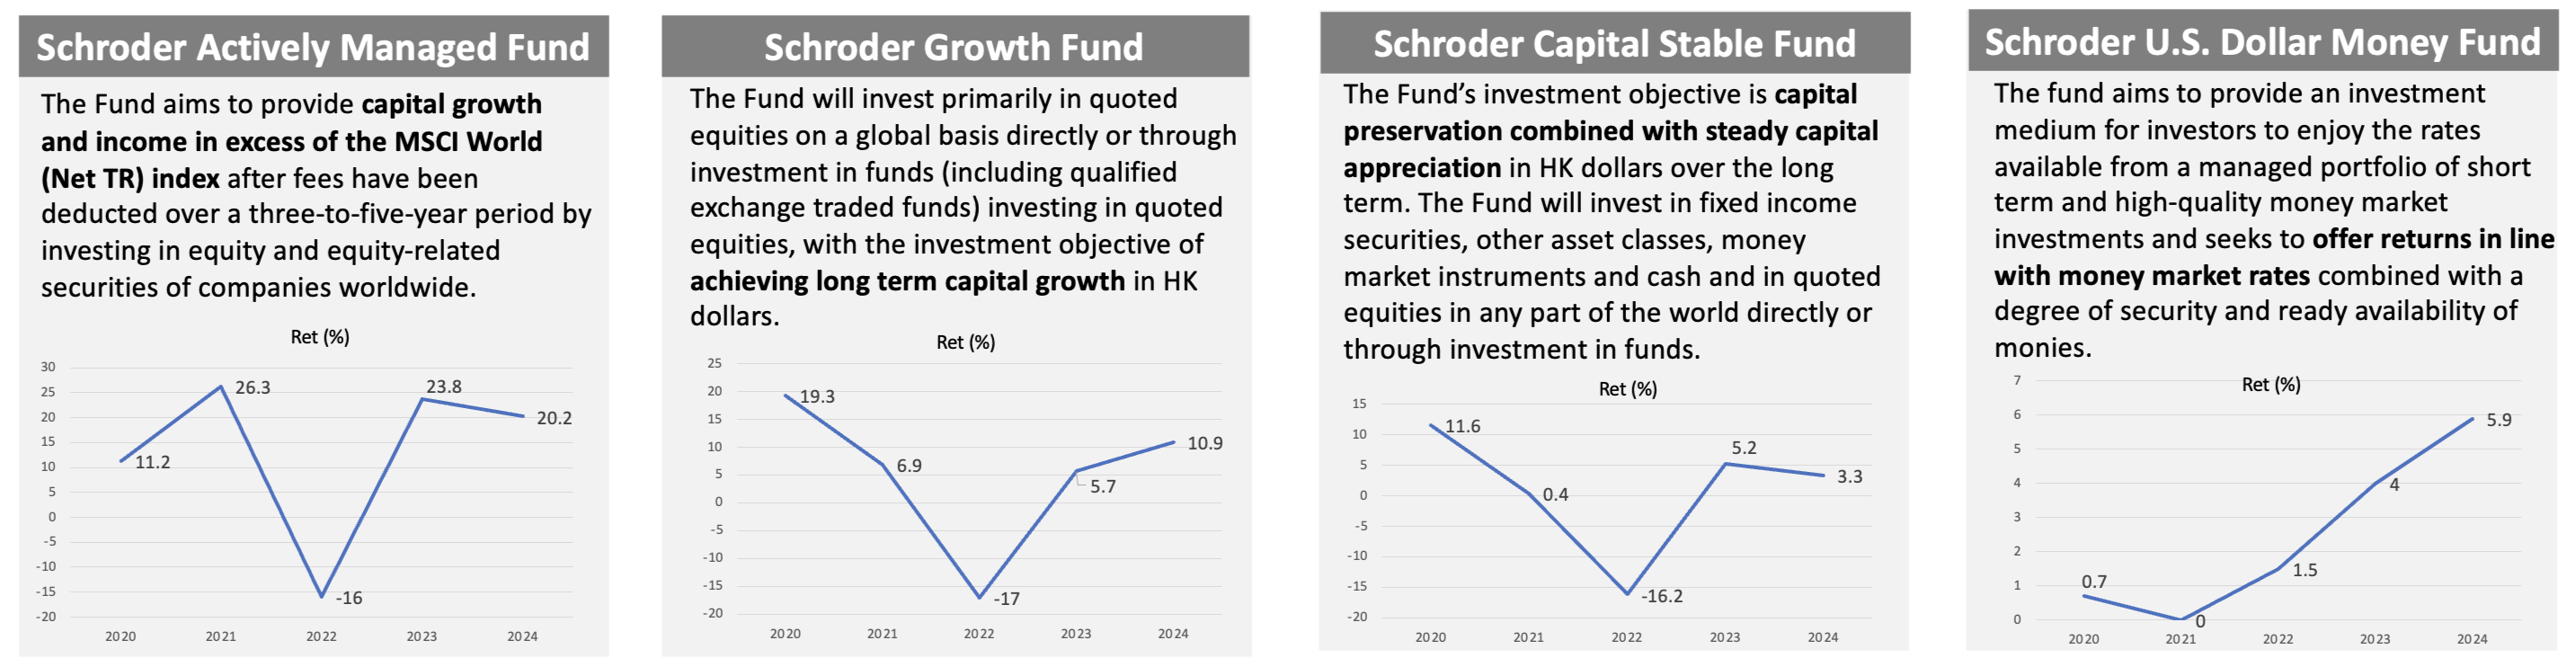 Schroder Actively Managed Fund
The Fund aims to provide capital growth
and income in excess of the MSCI World
(Net TR) index after fees have been
deducted over a three-to-five-year period by
investing in equity and equity-related
securities of companies worldwide.
Ret (%)
30
25
20
15
10
5
0
-5
-10
-15
-20
11.2
26.3
-16
23.8
20.2
2020 2021 2022 2023 2024
Schroder Growth Fund
The Fund will invest primarily in quoted
equities on a global basis directly or through
investment in funds (including qualified
exchange traded funds) investing in quoted
equities, with the investment objective of
achieving long term capital growth in HK
dollars.
Ret (%)
25
20
15
10
5
0
-5
-10
-15
-20
19.3
6.9
-17
5.7
10.9
2020 2021 2022 2023 2024
Schroder Capital Stable Fund
The Fund’s investment objective is capital
preservation combined with steady capital
appreciation in HK dollars over the long
term. The Fund will invest in fixed income
securities, other asset classes, money
market instruments and cash and in quoted
equities in any part of the world directly or
through investment in funds.
Ret (%)
15
10
5
0
-5
-10
-15
-20
11.6
0.4
-16.2
5.2
3.3
2020 2021 2022 2023 2024
Schroder U.S. Dollar Money Fund
The fund aims to provide an investment
medium for investors to enjoy the rates
available from a managed portfolio of short
term and high-quality money market
investments and seeks to offer returns in line
with money market rates combined with a
degree of security and ready availability of
monies.
Ret (%)
7
6
5
4
3
2
1
0
0.7
0
1.5
4
5.9
2020 2021 2022 2023 2024